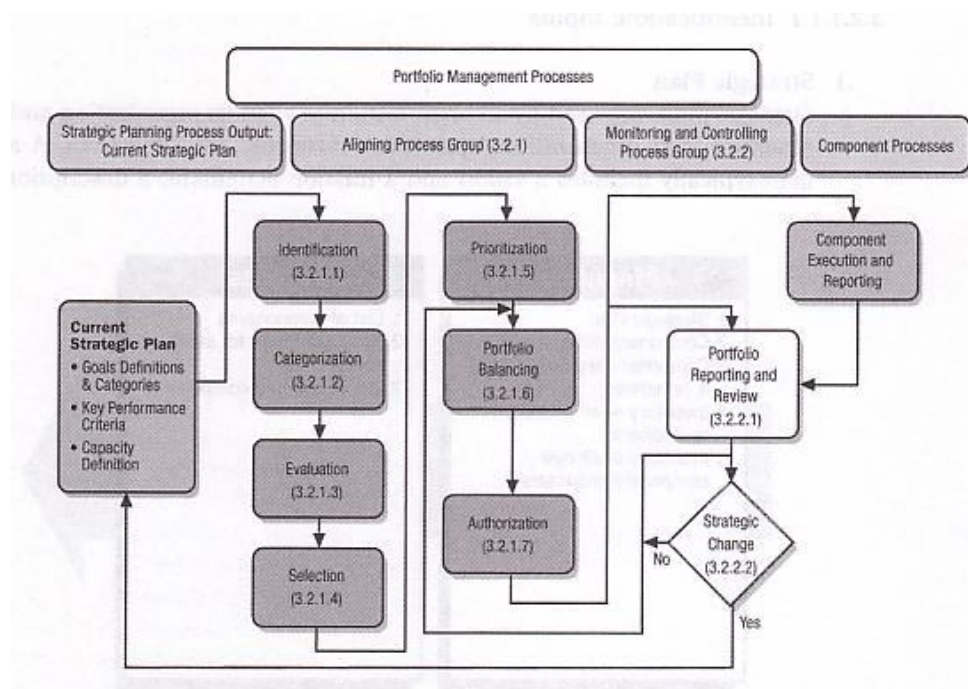 Portfolio Management Processes
Strategic Planning Process Output:
Current Strategic Plan
Aligning Process Group (3.2.1)
Monitoring and Controlling
Process Group (3.2.2)
Component Processes
Identification
(3.2.1.1)
Prioritization
(3.2.1.5)
Component
Execution and
Reporting
Current
Strategic Plan
• Goals Definitions
& Categories
• Key Performance
Criteria
• Capacity
Definition
Categorization
(3.2.1.2)
Portfolio
Balancing
(3.2.1.6)
Portfolio
Reporting and
Review
(3.2.2.1)
Evaluation
(3.2.1.3)
Authorization
(3.2.1.7)
Strategic
Change
(3.2.2.2)
No
Selection
(3.2.1.4)
Yes